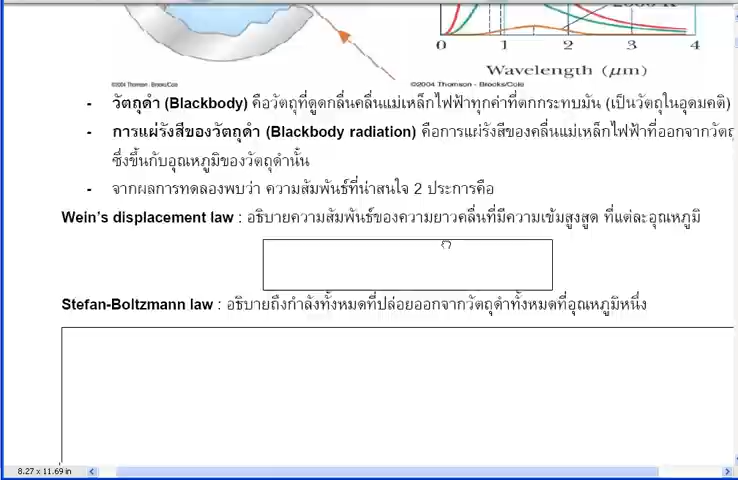 0 1 2 3 4
Wavelength (μm)
©2004 Thomson - Brooks/Cole
©2004 Thomson - Brooks/Cole
- วัตถุดำ (Blackbody) คือวัตถุที่ดูดกลืนคลื่นแม่เหล็กไฟฟ้าทุกค่าที่ตกกระทบมัน (เป็นวัตถุในอุดมคติ)
- การแผ่รังสีของวัตถุดำ (Blackbody radiation) คือการแผ่รังสีของคลื่นแม่เหล็กไฟฟ้าที่ออกจากวัตถุ
ซึ่งขึ้นกับอุณหภูมิของวัตถุดำนั้น
- จากผลการทดลองพบว่า ความสัมพันธ์ที่น่าสนใจ 2 ประการคือ
Wein's displacement law : อธิบายความสัมพันธ์ของความยาวคลื่นที่มีความเข้มสูงสุด ที่แต่ละอุณหภูมิ
Stefan-Boltzmann law : อธิบายถึงกำลังทั้งหมดที่ปล่อยออกจากวัตถุดำทั้งหมดที่อุณหภูมิหนึ่ง
8.27 x 11.69 in